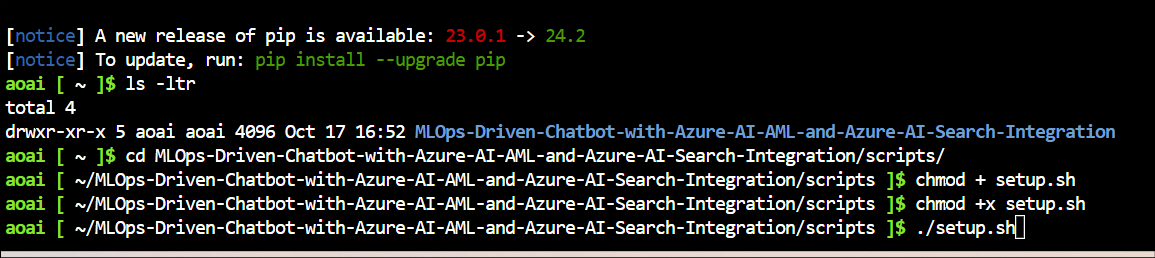 [notice] A new release of pip is available: 23.0.1 -> 24.2
[notice] To update, run: pip install --upgrade pip
aoai [ ~ ]$ ls -ltr
total 4
drwxr-xr-x 5 aoai aoai 4096 Oct 17 16:52 MLOps-Driven-Chatbot-with-Azure-AI-AML-and-Azure-AI-Search-Integration
aoai [ ~ ]$ cd MLOps-Driven-Chatbot-with-Azure-AI-AML-and-Azure-AI-Search-Integration/scripts/
aoai [ ~/MLOps-Driven-Chatbot-with-Azure-AI-AML-and-Azure-AI-Search-Integration/scripts ]$ chmod + setup.sh
aoai [ ~/MLOps-Driven-Chatbot-with-Azure-AI-AML-and-Azure-AI-Search-Integration/scripts ]$ chmod +x setup.sh
aoai [ ~/MLOps-Driven-Chatbot-with-Azure-AI-AML-and-Azure-AI-Search-Integration/scripts ]$ ./setup.sh